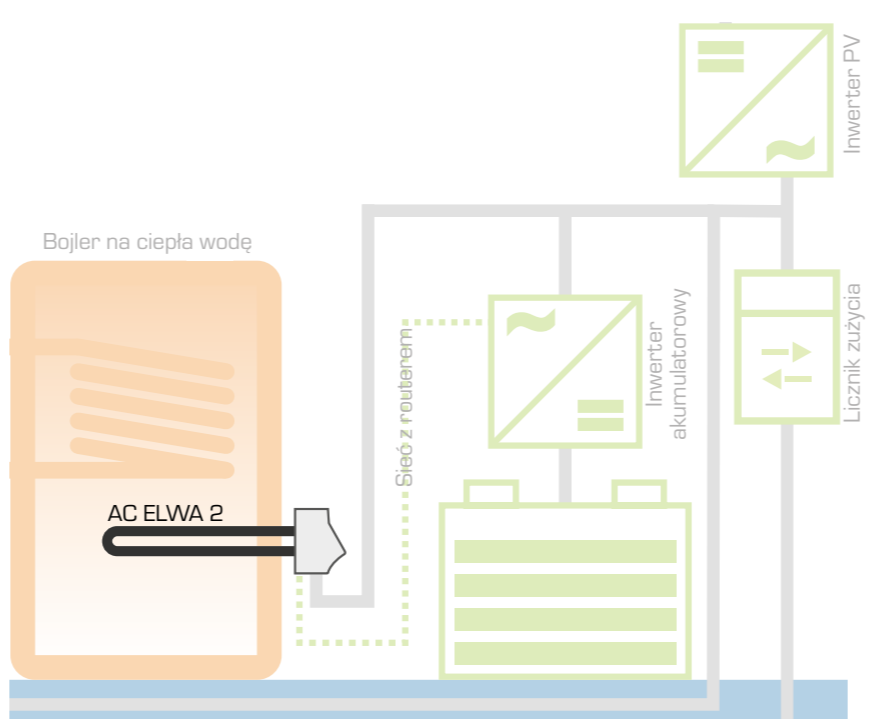 Inwerter PV
Bojler na ciepła wodę
Sieć z routerem
Inwerter
akumulatorowy
Licznik zużycia
AC ELWA 2